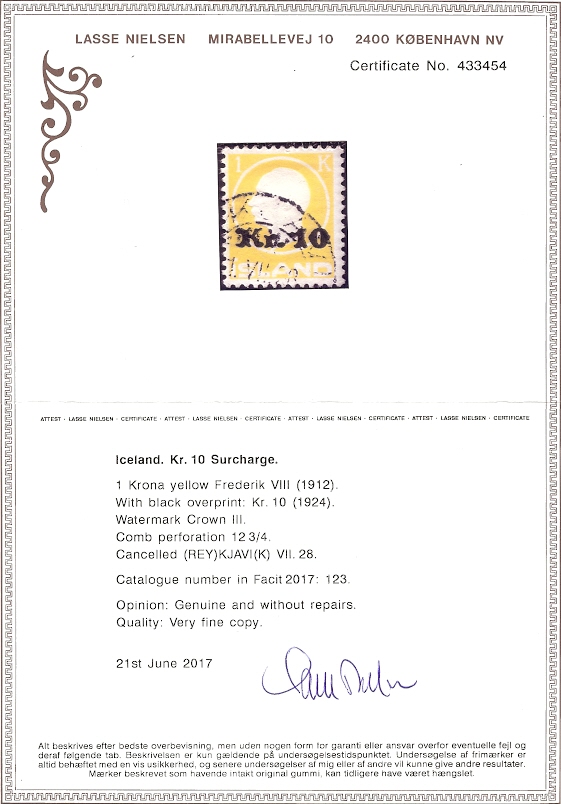 LASSE NIELSEN MIRABELLEVEJ 10 2400 KØBENHAVN NV
Certificate No. 433454
1 K
Kr. 10
ISLAND
ATTEST · LASSE NIELSEN · CERTIFICATE · ATTEST · LASSE NIELSEN · CERTIFICATE · ATTEST · LASSE NIELSEN · CERTIFICATE · ATTEST · LASSE NIELSEN · CERTIFICATE
Iceland. Kr. 10 Surcharge.
1 Krona yellow Frederik VIII (1912).
With black overprint: Kr. 10 (1924).
Watermark Crown III.
Comb perforation 12 3/4.
Cancelled (REY)KJAVI(K) VII. 28.
Catalogue number in Facit 2017: 123.
Opinion: Genuine and without repairs.
Quality: Very fine copy.
21st June 2017
Alt beskrives efter bedste overbevisning, men uden nogen form for garanti eller ansvar overfor eventuelle fejl og
deraf følgende tab. Beskrivelsen er kun gældende på undersøgelsestidspunktet. Undersøgelse af frimærker er
altid behæftet med en vis usikkerhed, og senere undersøgelser af mig eller af andre vil kunne give andre resultater.
Mærker beskrevet som havende intakt original gummi, kan tidligere have været hængslet.